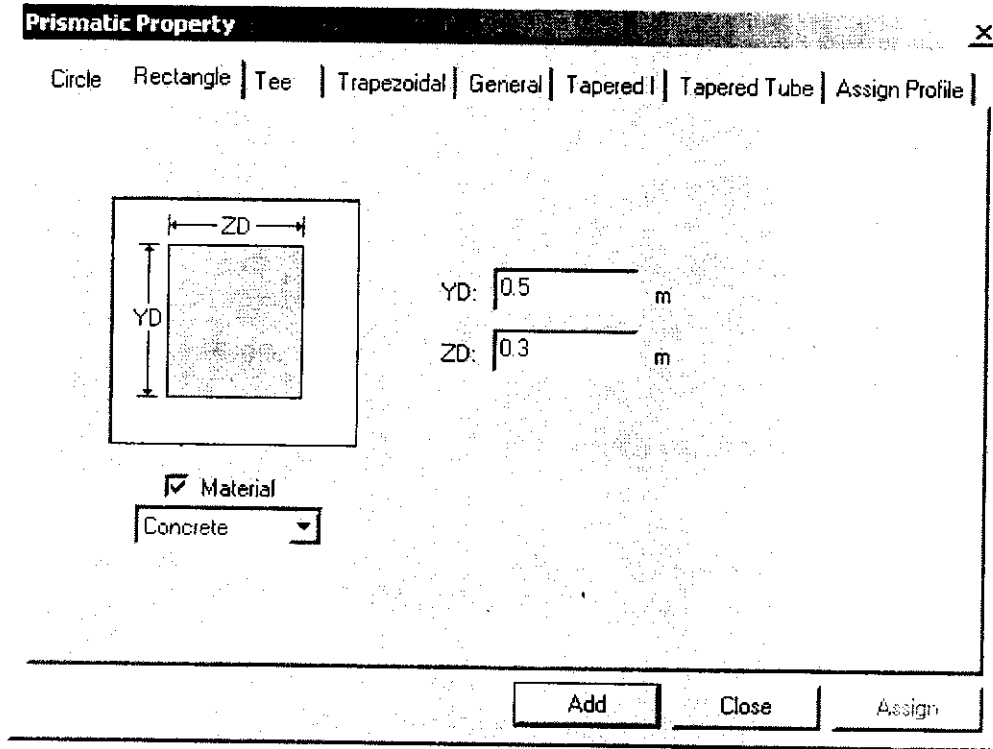 Prismatic Property
Circle Rectangle Tee Trapezoidal General Tapered I Tapered Tube Assign Profile
ZD
YD
YD: 0.5 m
ZD: 0.3 m
Material
Concrete
Add Close Assign